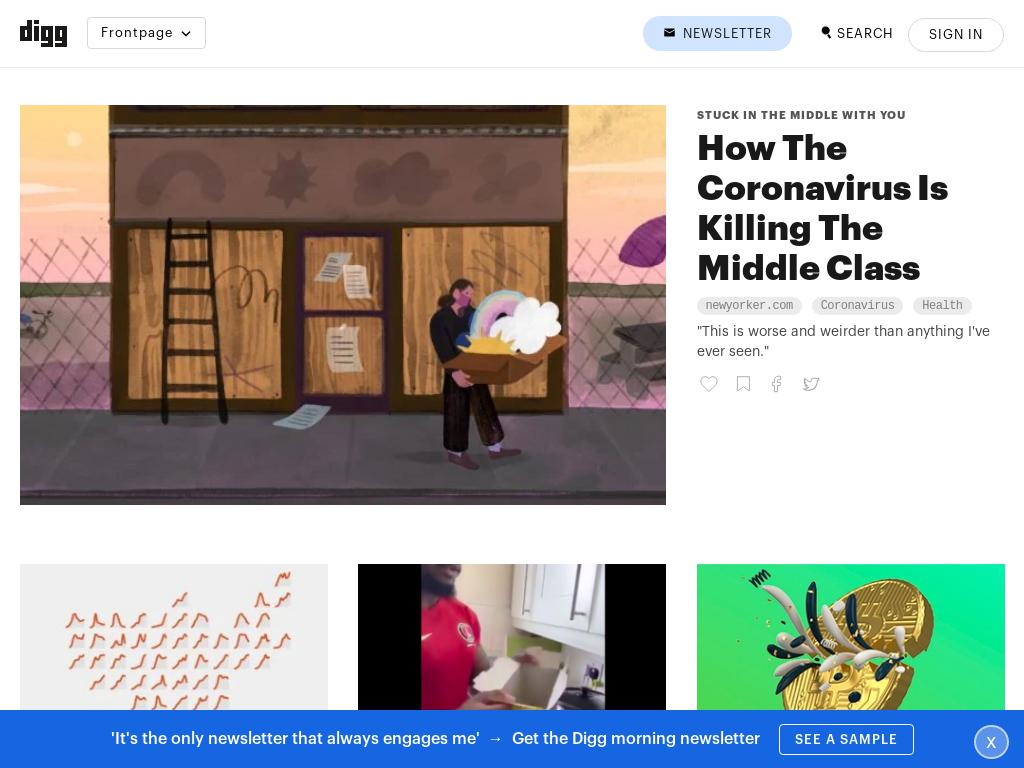 digg
Frontpage
NEWSLETTER
SEARCH
SIGN IN
STUCK IN THE MIDDLE WITH YOU
How The
Coronavirus Is
Killing The
Middle Class
newyorker.com Coronavirus Health
"This is worse and weirder than anything I've
ever seen."
'It's the only newsletter that always engages me' → Get the Digg morning newsletter
SEE A SAMPLE
X